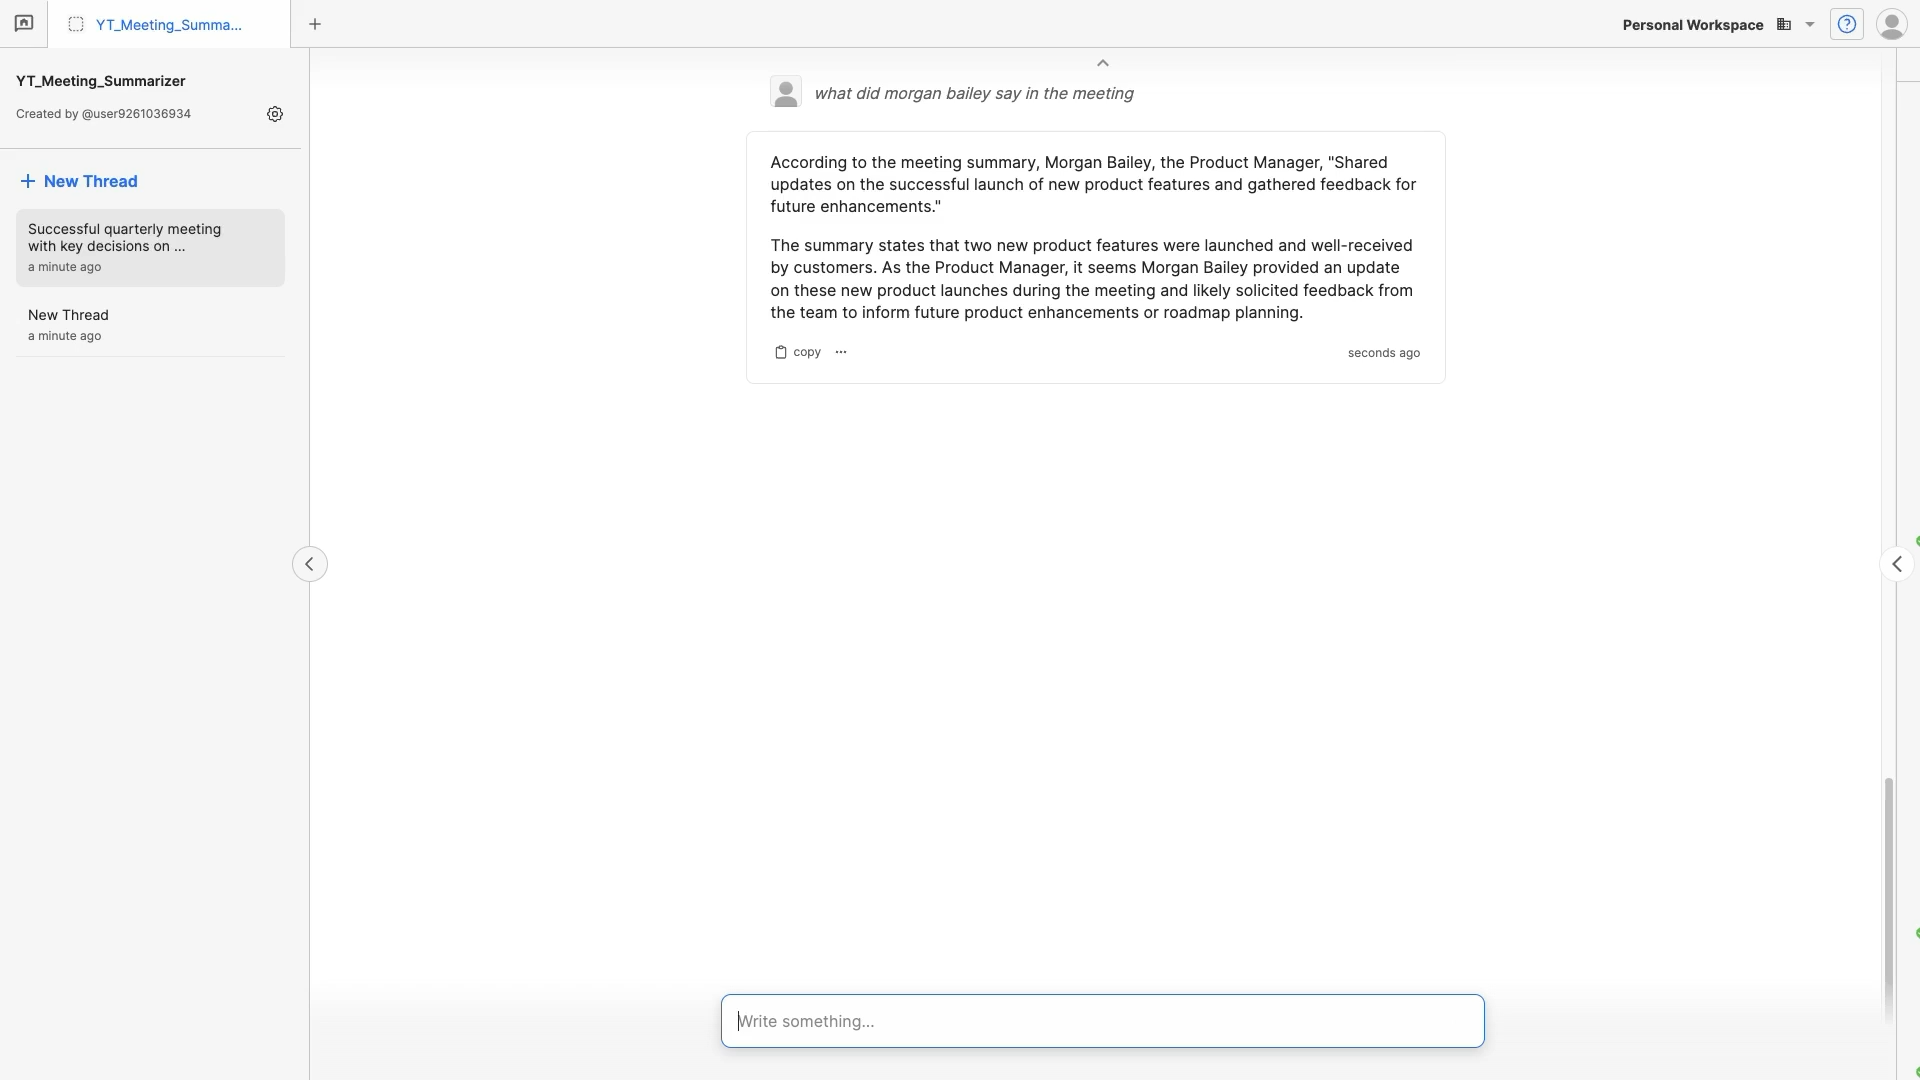 YT_Meeting_Summa...
Personal Workspace
YT_Meeting_Summarizer
Created by @user9261036934
New Thread
Successful quarterly meeting
with key decisions on ...
a minute ago
New Thread
a minute ago
what did morgan bailey say in the meeting
According to the meeting summary, Morgan Bailey, the Product Manager, "Shared
updates on the successful launch of new product features and gathered feedback for
future enhancements."
The summary states that two new product features were launched and well-received
by customers. As the Product Manager, it seems Morgan Bailey provided an update
on these new product launches during the meeting and likely solicited feedback from
the team to inform future product enhancements or roadmap planning.
copy
seconds ago
Write something...